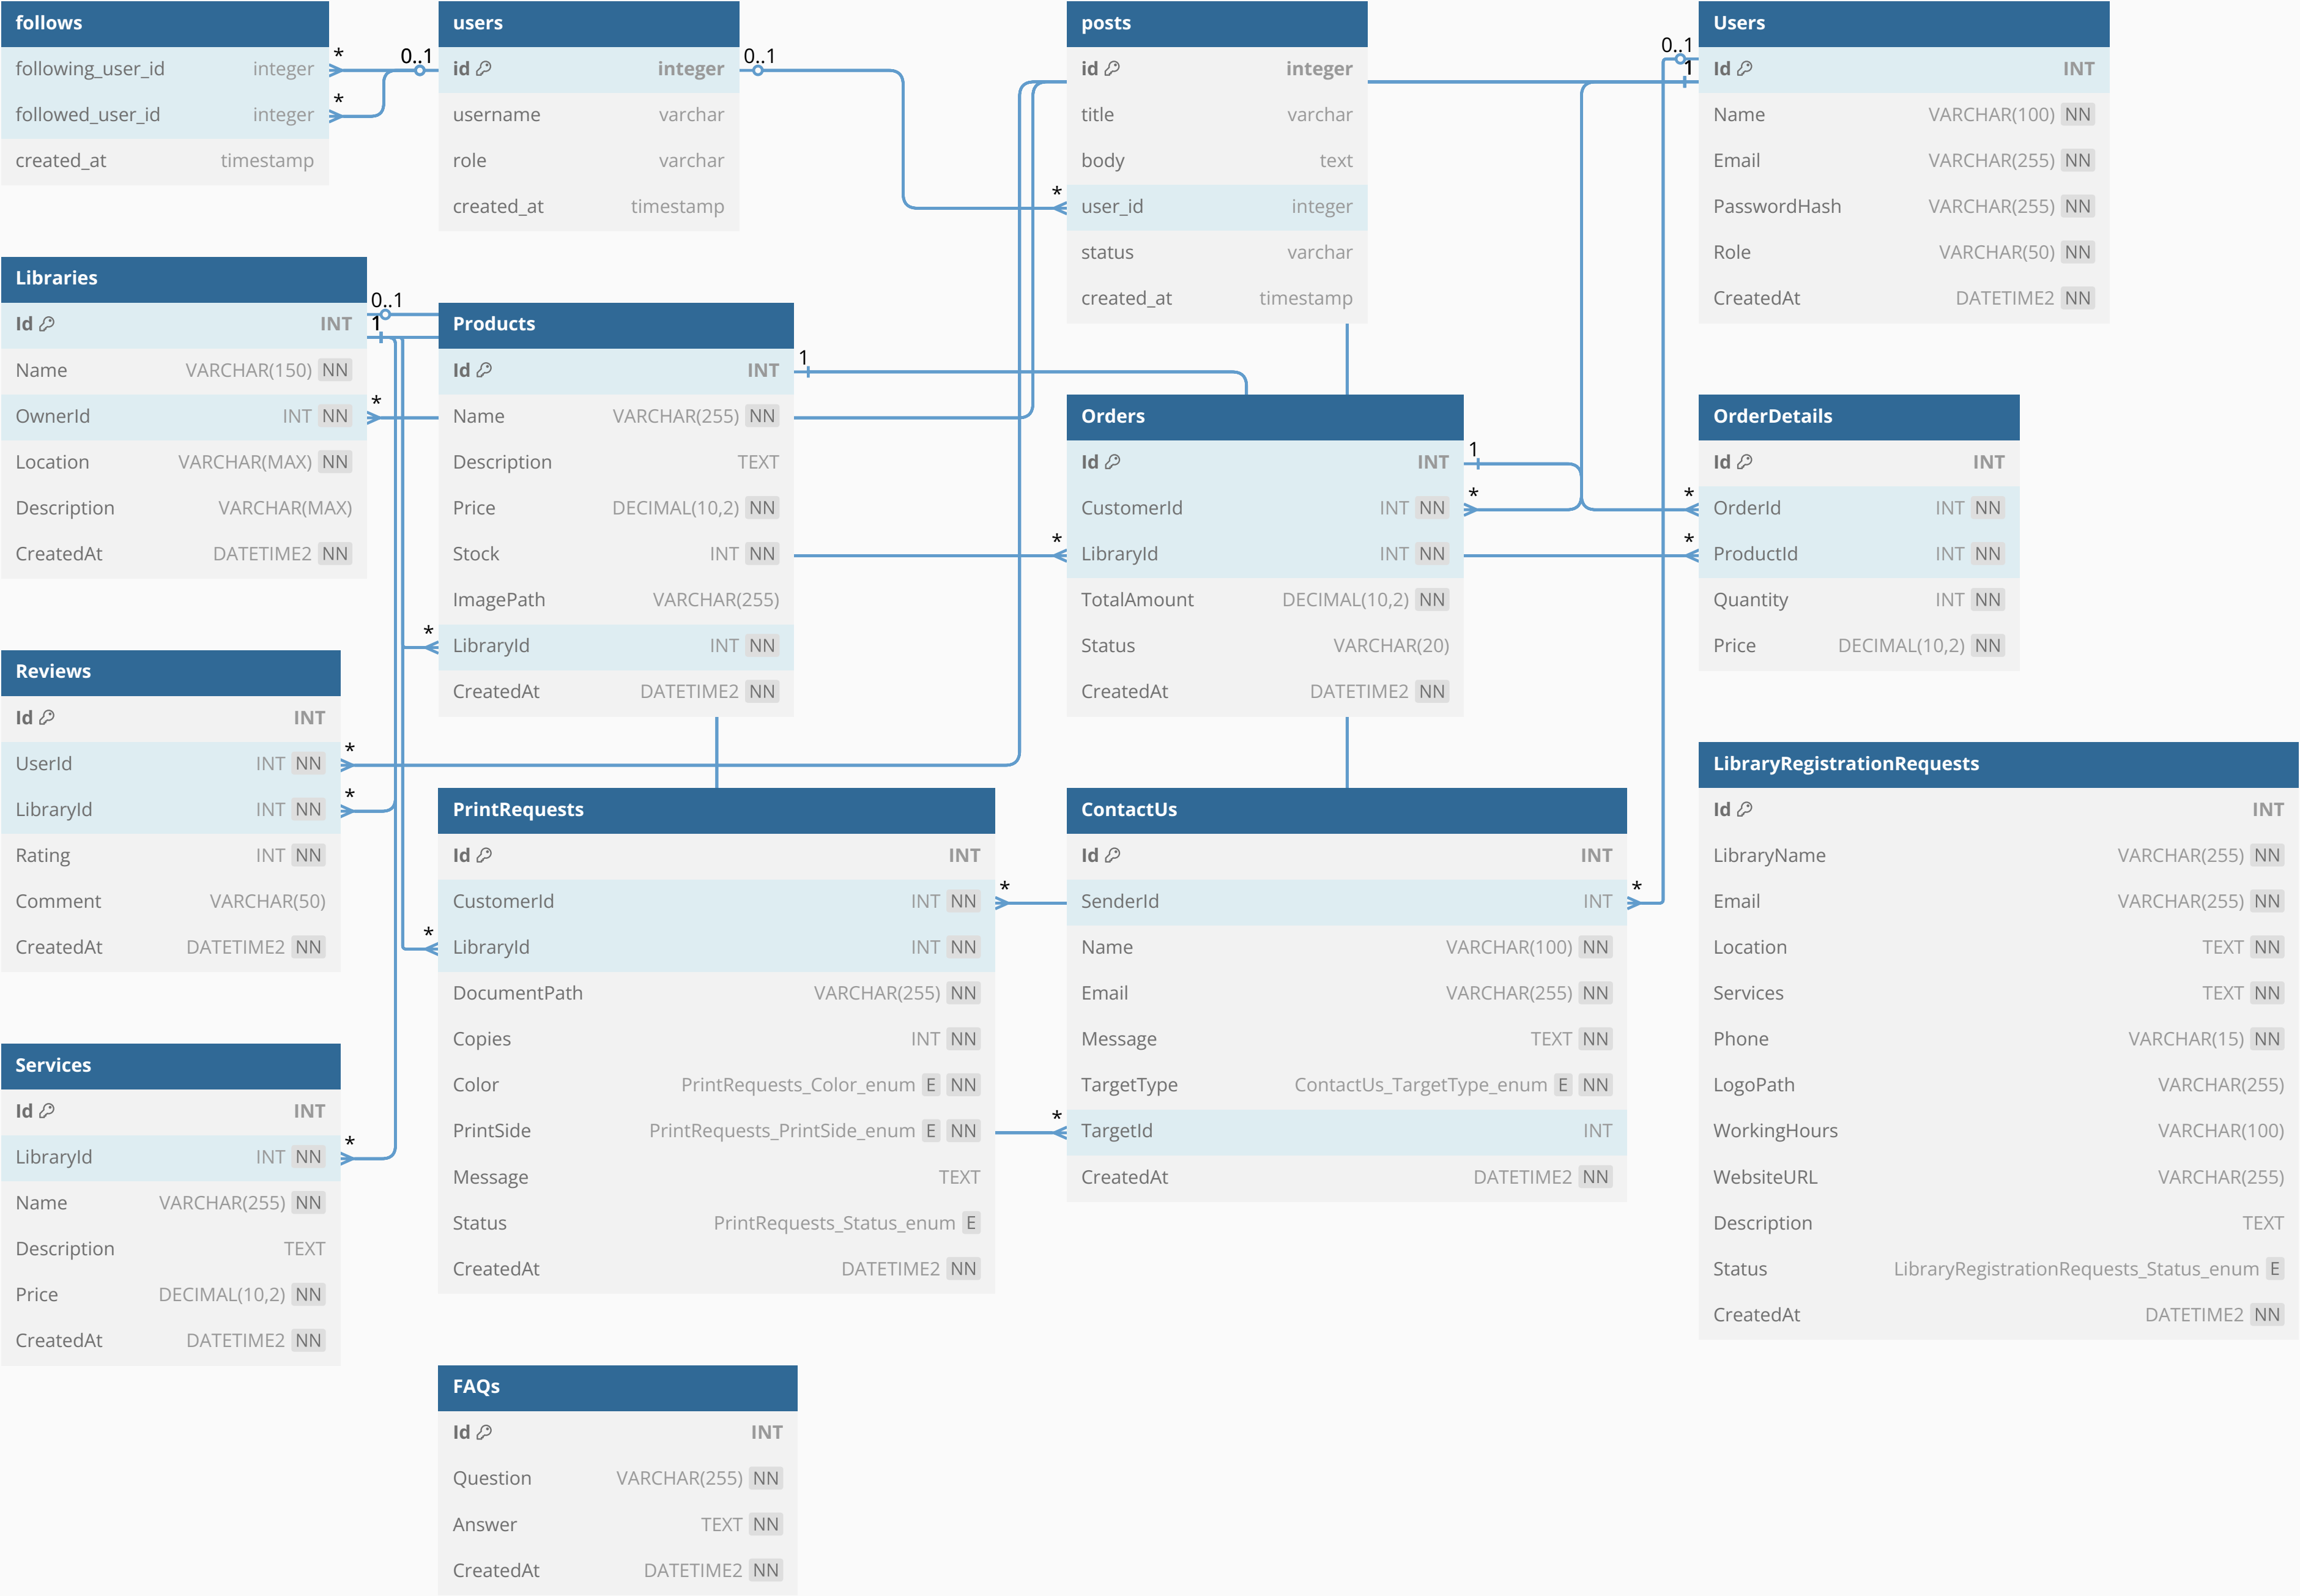 follows
following_user_id integer
followed_user_id integer
created_at timestamp
*
*
0..1
users
id integer
username varchar
role varchar
created_at timestamp
0..1
*
posts
id integer
title varchar
body text
user_id integer
status varchar
created_at timestamp
0..1
1
Users
Id INT
Name VARCHAR(100) NN
Email VARCHAR(255) NN
PasswordHash VARCHAR(255) NN
Role VARCHAR(50) NN
CreatedAt DATETIME2 NN
Libraries
Id INT
Name VARCHAR(150) NN
OwnerId INT NN
Location VARCHAR(MAX) NN
Description VARCHAR(MAX)
CreatedAt DATETIME2 NN
0..1
1
*
Products
Id INT
Name VARCHAR(255) NN
Description TEXT
Price DECIMAL(10,2) NN
Stock INT NN
ImagePath VARCHAR(255)
LibraryId INT NN
CreatedAt DATETIME2 NN
*
1
*
Orders
Id INT
CustomerId INT NN
LibraryId INT NN
TotalAmount DECIMAL(10,2) NN
Status VARCHAR(20)
CreatedAt DATETIME2 NN
1
*
*
*
OrderDetails
Id INT
OrderId INT NN
ProductId INT NN
Quantity INT NN
Price DECIMAL(10,2) NN
Reviews
Id INT
UserId INT NN
LibraryId INT NN
Rating INT NN
Comment VARCHAR(50)
CreatedAt DATETIME2 NN
*
*
*
PrintRequests
Id INT
CustomerId INT NN
LibraryId INT NN
DocumentPath VARCHAR(255) NN
Copies INT NN
Color PrintRequests_Color_enum E NN
PrintSide PrintRequests_PrintSide_enum E NN
Message TEXT
Status PrintRequests_Status_enum E
CreatedAt DATETIME2 NN
*
*
ContactUs
Id INT
SenderId INT
Name VARCHAR(100) NN
Email VARCHAR(255) NN
Message TEXT NN
TargetType ContactUs_TargetType_enum E NN
TargetId INT
CreatedAt DATETIME2 NN
*
LibraryRegistrationRequests
Id INT
LibraryName VARCHAR(255) NN
Email VARCHAR(255) NN
Location TEXT NN
Services TEXT NN
Phone VARCHAR(15) NN
LogoPath VARCHAR(255)
WorkingHours VARCHAR(100)
WebsiteURL VARCHAR(255)
Description TEXT
Status LibraryRegistrationRequests_Status_enum E
CreatedAt DATETIME2 NN
Services
Id INT
LibraryId INT NN
Name VARCHAR(255) NN
Description TEXT
Price DECIMAL(10,2) NN
CreatedAt DATETIME2 NN
*
FAQs
Id INT
Question VARCHAR(255) NN
Answer TEXT NN
CreatedAt DATETIME2 NN